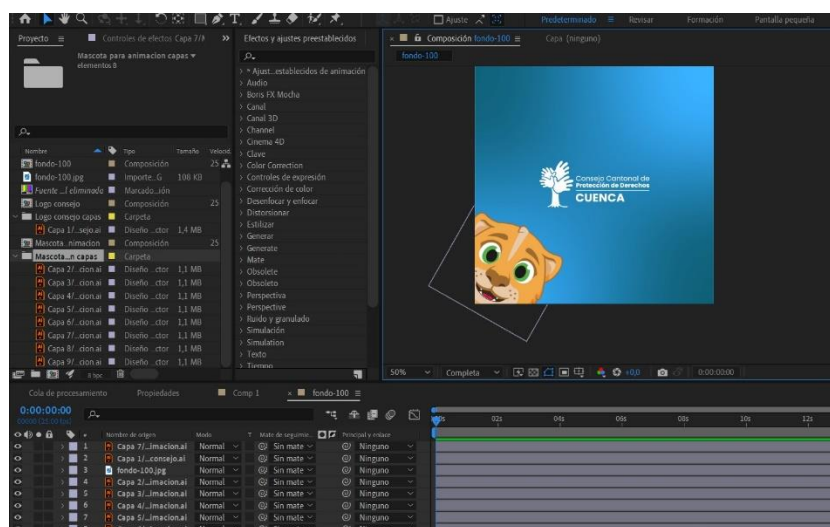 Ajuste
Predeterminado
Revisar
Formación
Pantalla pequeña
Proyecto
Controles de efectos Capa 7/
Mascota para animacion capas
elementos 8
Nombre
Tipo
Tamaño
Velocid.
fondo-100 Composición 25
fondo-100.jpg Importe...G 108 KB
Fuente ...l eliminada Marcado...ión
Logo consejo Composición 25
Logo consejo capas Carpeta
Capa 1/...sejo.ai Diseño ...ctor 1,4 MB
Mascota ...nimacion Composición 25
Mascota...n capas Carpeta
Capa 2/...cion.ai Diseño ...ctor 1,1 MB
Capa 3/...cion.ai Diseño ...ctor 1,1 MB
Capa 4/...cion.ai Diseño ...ctor 1,1 MB
Capa 5/...cion.ai Diseño ...ctor 1,1 MB
Capa 6/...cion.ai Diseño ...ctor 1,1 MB
Capa 7/...cion.ai Diseño ...ctor 1,1 MB
Capa 8/...cion.ai Diseño ...ctor 1,1 MB
Capa 9/...cion.ai Diseño ...ctor 1,1 MB
8 bpc
Efectos y ajustes preestablecidos
* Ajust...establecidos de animación
Audio
Boris FX Mocha
Canal
Canal 3D
Channel
Cinema 4D
Clave
Color Correction
Controles de expresión
Corrección de color
Desenfocar y enfocar
Distorsionar
Estilizar
Generar
Generate
Mate
Obsolete
Obsoleto
Perspectiva
Perspective
Ruido y granulado
Simulación
Simulation
Texto
Tiempo
Composición fondo-100
Capa (ninguno)
fondo-100
Consejo Cantonal de
Protección de Derechos
CUENCA
50% Completa +0,0 0:00:00:00
Cola de procesamiento
Propiedades
Comp 1
fondo-100
0:00:00:00
02s 04s 06s 08s 10s 12s
Nombre de origen Modo T Mate de seguimie... Principal y enlace
1 Capa 7/...imacion.ai Normal Sin mate Ninguno
2 Capa 1/...consejo.ai Normal Sin mate Ninguno
3 fondo-100.jpg Normal Sin mate Ninguno
4 Capa 2/...imacion.ai Normal Sin mate Ninguno
5 Capa 3/...imacion.ai Normal Sin mate Ninguno
6 Capa 4/...imacion.ai Normal Sin mate Ninguno
7 Capa 5/...imacion.ai Normal Sin mate Ninguno